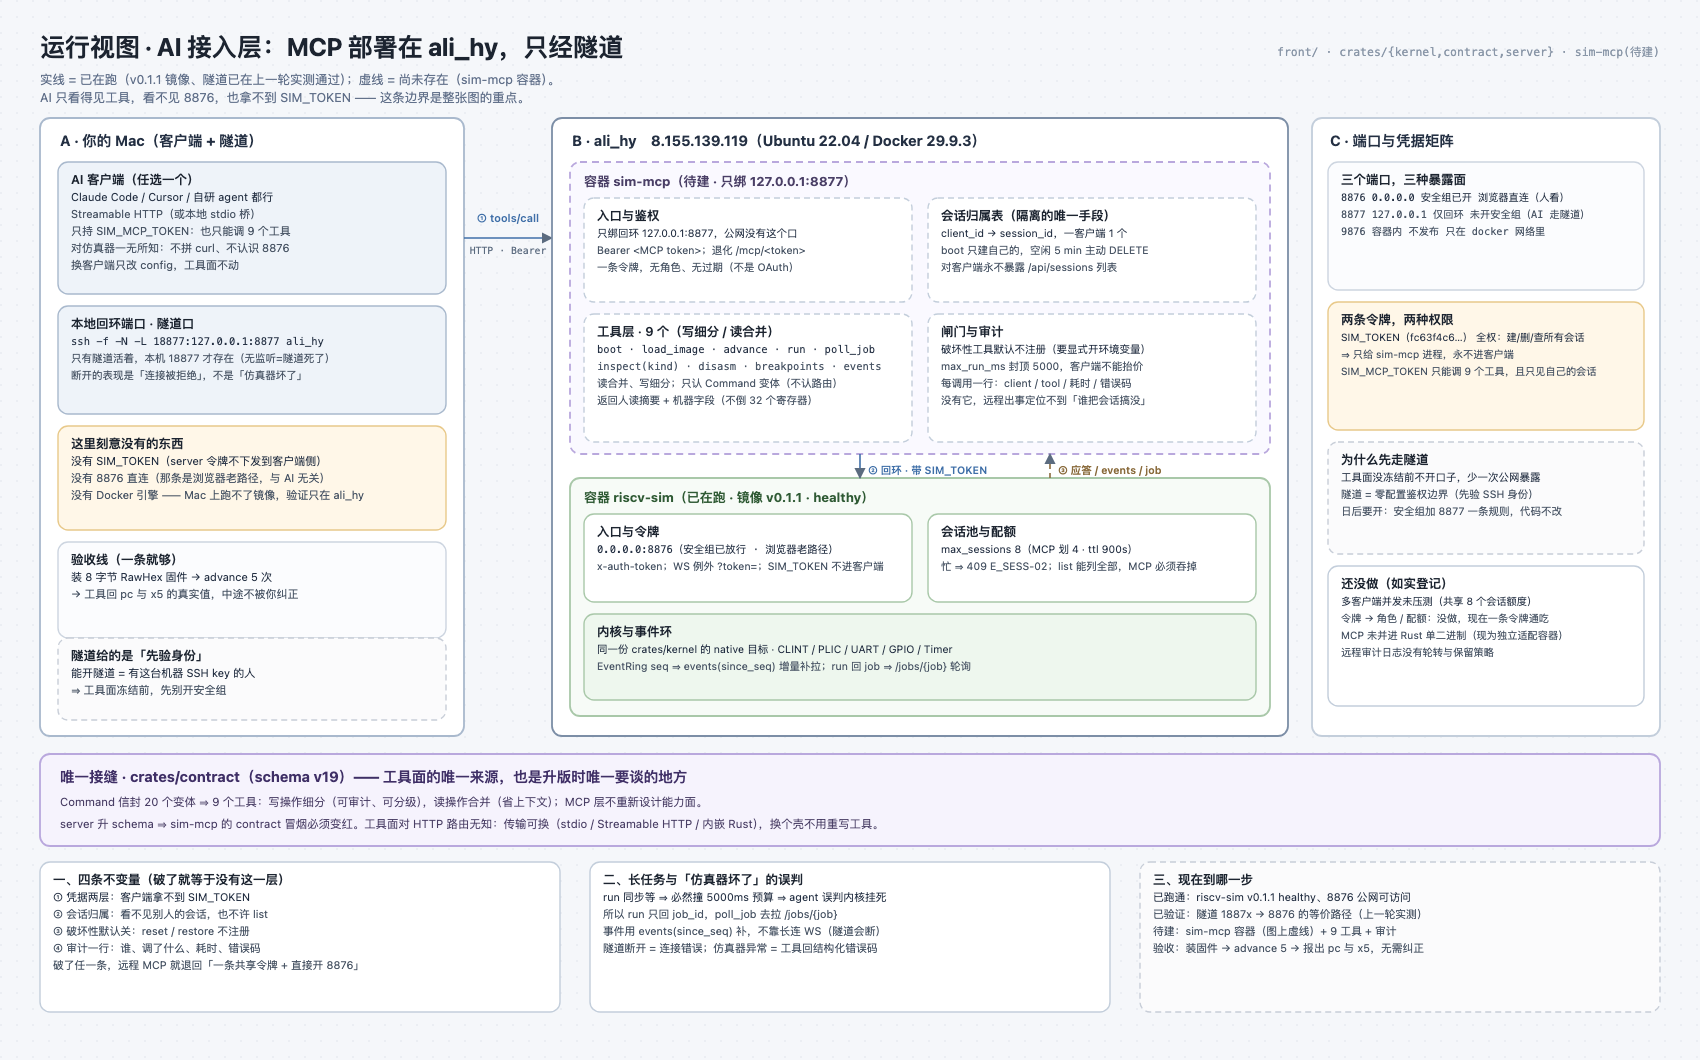 运行视图 · AI 接入层：MCP 部署在 ali_hy，只经隧道
front/ · crates/{kernel,contract,server} · sim-mcp(待建)
实线 = 已在跑（v0.1.1 镜像、隧道已在上一轮实测通过）；虚线 = 尚未存在（sim-mcp 容器）。
AI 只看得见工具，看不见 8876，也拿不到 SIM_TOKEN —— 这条边界是整张图的重点。
A · 你的 Mac（客户端 + 隧道）
AI 客户端（任选一个）
Claude Code / Cursor / 自研 agent 都行
Streamable HTTP（或本地 stdio 桥）
只持 SIM_MCP_TOKEN：也只能调 9 个工具
对仿真器一无所知：不拼 curl、不认识 8876
换客户端只改 config，工具面不动
本地回环端口 · 隧道口
ssh -f -N -L 18877:127.0.0.1:8877 ali_hy
只有隧道活着，本机 18877 才存在（无监听=隧道死了）
断开的表现是「连接被拒绝」，不是「仿真器坏了」
这里刻意没有的东西
没有 SIM_TOKEN（server 令牌不下发到客户端侧）
没有 8876 直连（那条是浏览器老路径，与 AI 无关）
没有 Docker 引擎 —— Mac 上跑不了镜像，验证只在 ali_hy
验收线（一条就够）
装 8 字节 RawHex 固件 → advance 5 次
→ 工具回 pc 与 x5 的真实值，中途不被你纠正
隧道给的是「先验身份」
能开隧道 = 有这台机器 SSH key 的人
⇒ 工具面冻结前，先别开安全组
① tools/call
HTTP · Bearer
B · ali_hy 8.155.139.119（Ubuntu 22.04 / Docker 29.9.3）
容器 sim-mcp（待建 · 只绑 127.0.0.1:8877）
入口与鉴权
只绑回环 127.0.0.1:8877，公网没有这个口
Bearer <MCP token>；退化 /mcp/<token>
一条令牌，无角色、无过期（不是 OAuth）
会话归属表（隔离的唯一手段）
client_id → session_id，一客户端 1 个
boot 只建自己的，空闲 5 min 主动 DELETE
对客户端永不暴露 /api/sessions 列表
工具层 · 9 个（写细分 / 读合并）
boot · load_image · advance · run · poll_job
inspect(kind) · disasm · breakpoints · events
读合并、写细分；只认 Command 变体（不认路由）
返回人读摘要 + 机器字段（不倒 32 个寄存器）
闸门与审计
破坏性工具默认不注册（要显式开环境变量）
max_run_ms 封顶 5000，客户端不能抬价
每调用一行：client / tool / 耗时 / 错误码
没有它，远程出事定位不到「谁把会话搞没」
② 回环 · 带 SIM_TOKEN
③ 应答 / events / job
容器 riscv-sim（已在跑 · 镜像 v0.1.1 · healthy）
入口与令牌
0.0.0.0:8876（安全组已放行 · 浏览器老路径）
x-auth-token；WS 例外 ?token=；SIM_TOKEN 不进客户端
会话池与配额
max_sessions 8（MCP 划 4 · ttl 900s）
忙 ⇒ 409 E_SESS-02；list 能列全部，MCP 必须吞掉
内核与事件环
同一份 crates/kernel 的 native 目标 · CLINT / PLIC / UART / GPIO / Timer
EventRing seq ⇒ events(since_seq) 增量补拉；run 回 job ⇒ /jobs/{job} 轮询
C · 端口与凭据矩阵
三个端口，三种暴露面
8876 0.0.0.0 安全组已开 浏览器直连（人看）
8877 127.0.0.1 仅回环 未开安全组（AI 走隧道）
9876 容器内 不发布 只在 docker 网络里
两条令牌，两种权限
SIM_TOKEN（fc63f4c6…） 全权：建/删/查所有会话
⇒ 只给 sim-mcp 进程，永不进客户端
SIM_MCP_TOKEN 只能调 9 个工具，且只见自己的会话
为什么先走隧道
工具面没冻结前不开口子，少一次公网暴露
隧道 = 零配置鉴权边界（先验 SSH 身份）
日后要开：安全组加 8877 一条规则，代码不改
还没做（如实登记）
多客户端并发未压测（共享 8 个会话额度）
令牌 → 角色 / 配额：没做，现在一条令牌通吃
MCP 未并进 Rust 单二进制（现为独立适配容器）
远程审计日志没有轮转与保留策略
唯一接缝 · crates/contract（schema v19）—— 工具面的唯一来源，也是升版时唯一要谈的地方
Command 信封 20 个变体 ⇒ 9 个工具：写操作细分（可审计、可分级），读操作合并（省上下文）；MCP 层不重新设计能力面。
server 升 schema ⇒ sim-mcp 的 contract 冒烟必须变红。工具面对 HTTP 路由无知：传输可换（stdio / Streamable HTTP / 内嵌 Rust），换个壳不用重写工具。
一、四条不变量（破了就等于没有这一层）
① 凭据两层：客户端拿不到 SIM_TOKEN
② 会话归属：看不见别人的会话，也不许 list
③ 破坏性默认关：reset / restore 不注册
④ 审计一行：谁、调了什么、耗时、错误码
破了任一条，远程 MCP 就退回「一条共享令牌 + 直接开 8876」
二、长任务与「仿真器坏了」的误判
run 同步等 ⇒ 必然撞 5000ms 预算 ⇒ agent 误判内核挂死
所以 run 只回 job_id，poll_job 去拉 /jobs/{job}
事件用 events(since_seq) 补，不靠长连 WS（隧道会断）
隧道断开 = 连接错误；仿真器异常 = 工具回结构化错误码
三、现在到哪一步
已跑通：riscv-sim v0.1.1 healthy、8876 公网可访问
已验证：隧道 1887x → 8876 的等价路径（上一轮实测）
待建：sim-mcp 容器（图上虚线）+ 9 工具 + 审计
验收：装固件 → advance 5 → 报出 pc 与 x5，无需纠正